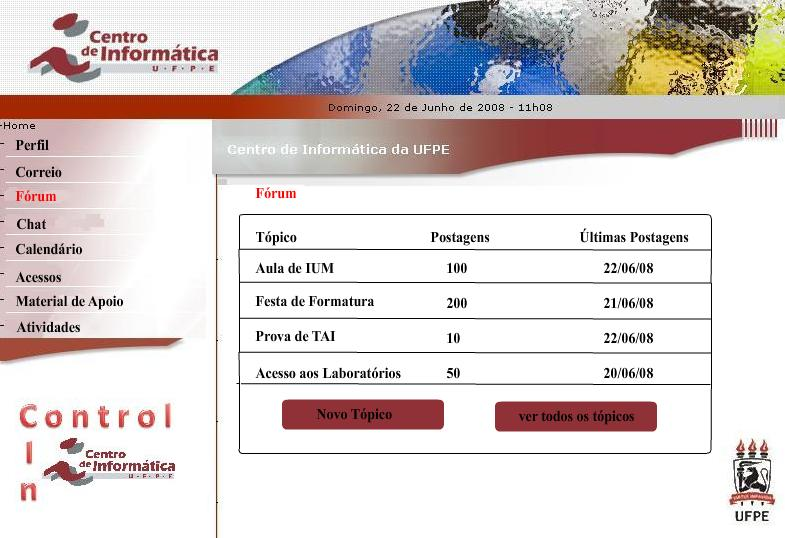 Centro
de Informática
U · F · P · E
Domingo, 22 de Junho de 2008 - 11h08
Home
Perfil
Correio
Fórum
Chat
Calendário
Acessos
Material de Apoio
Atividades
Centro de Informática da UFPE
Fórum
Tópico Postagens Últimas Postagens
Aula de IUM 100 22/06/08
Festa de Formatura 200 21/06/08
Prova de TAI 10 22/06/08
Acesso aos Laboratórios 50 20/06/08
Novo Tópico ver todos os tópicos
Control
In
Centro
de Informática
U · F · P · E
UFPE